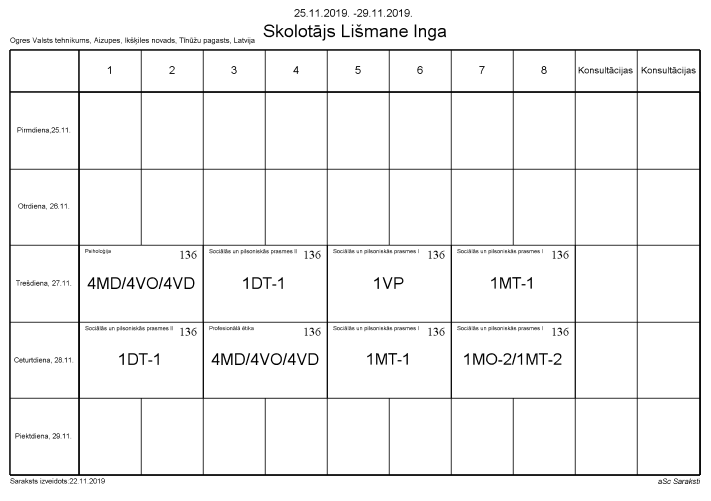 25.11.2019. -29.11.2019.
Ogres Valsts tehnikums, Aizupes, Ikšķiles novads, Tīnūžu pagasts, Latvija
Skolotājs Lišmane Inga
1 2 3 4 5 6 7 8 Konsultācijas Konsultācijas
Pirmdiena,25.11.
Otrdiena, 26.11.
Psiholoģija 136 Sociālās un pilsoniskās prasmes II 136 Sociālās un pilsoniskās prasmes I 136 Sociālās un pilsoniskās prasmes I 136
Trešdiena, 27.11. 4MD/4VO/4VD 1DT-1 1VP 1MT-1
Sociālās un pilsoniskās prasmes II 136 Profesionālā ētika 136 Sociālās un pilsoniskās prasmes I 136 Sociālās un pilsoniskās prasmes I 136
Ceturtdiena, 28.11. 1DT-1 4MD/4VO/4VD 1MT-1 1MO-2/1MT-2
Piektdiena, 29.11.
Saraksts izveidots:22.11.2019 aSc Saraksti